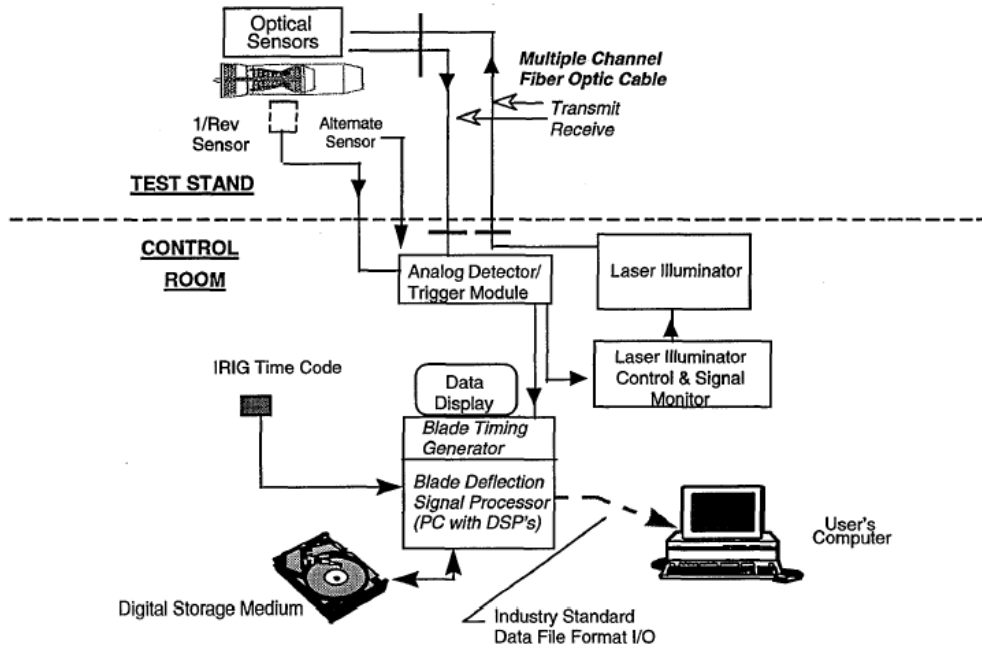 Optical
Sensors
Multiple Channel
Fiber Optic Cable
Transmit
Receive
1/Rev
Sensor
Alternate
Sensor
TEST STAND
CONTROL
ROOM
Analog Detector/
Trigger Module
Laser Illuminator
Laser Illuminator
Control & Signal
Monitor
IRIG Time Code
Data
Display
Blade Timing
Generator
Blade Deflection
Signal Processor
(PC with DSP's)
User's
Computer
Digital Storage Medium
Industry Standard
Data File Format I/O